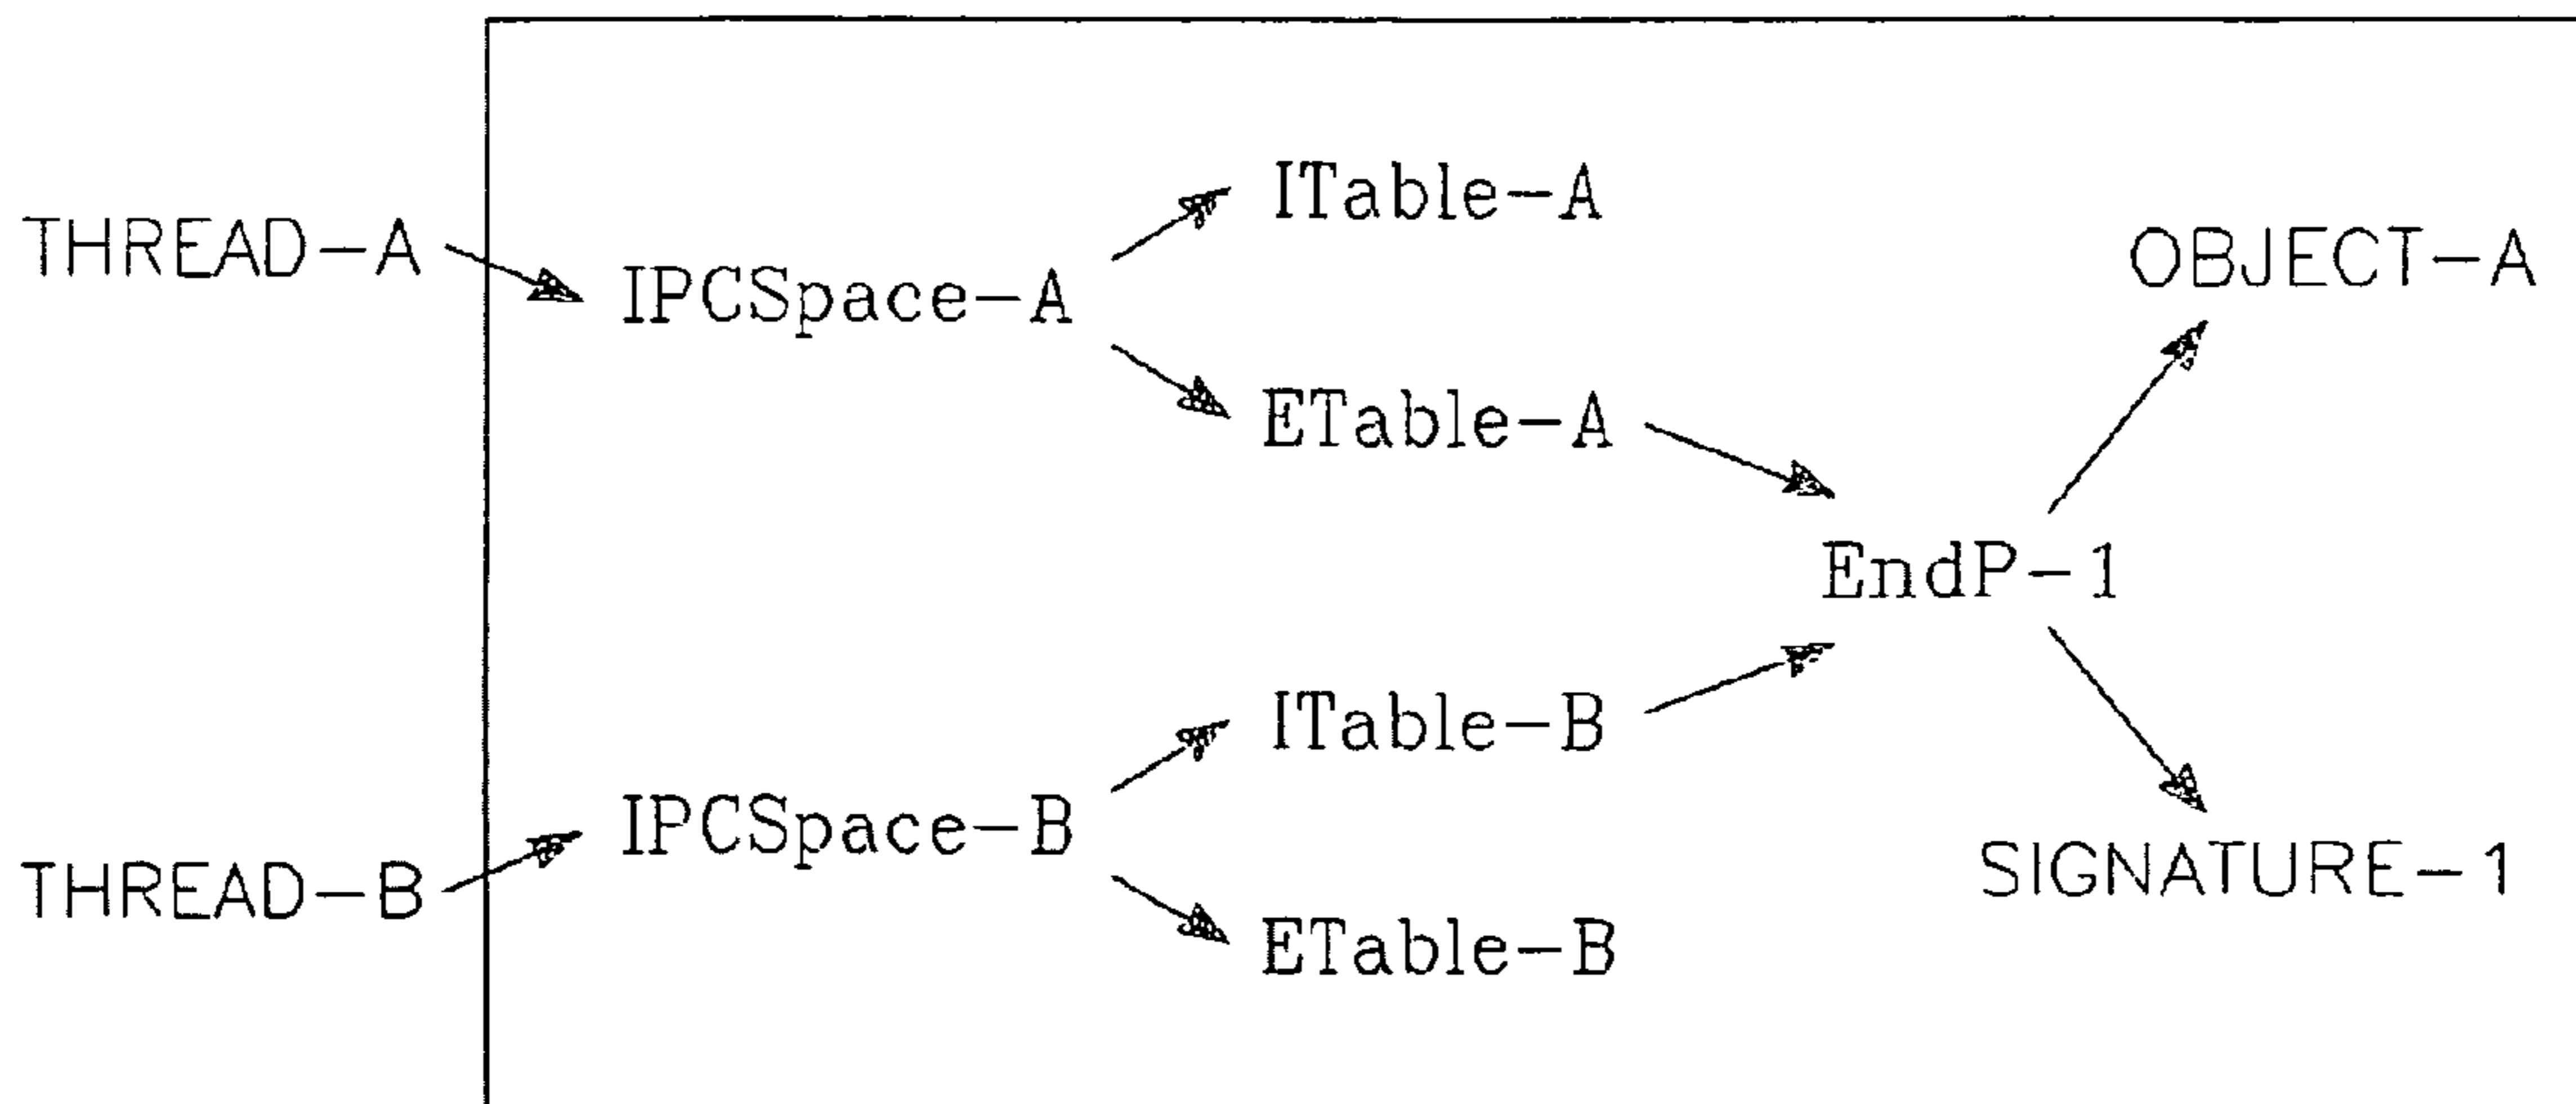 ITable-A
THREAD-A
OBJECT-A
IPCSpace-A
ETable-A
EndP-1
ITable-B
IPCSpace-B
THREAD-B
SIGNATURE-1
ETable-B